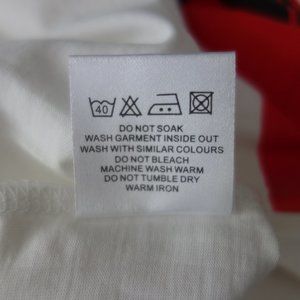 40
DO NOT SOAK
WASH GARMENT INSIDE OUT
WASH WITH SIMILAR COLOURS
DO NOT BLEACH
MACHINE WASH WARM
DO NOT TUMBLE DRY
WARM IRON